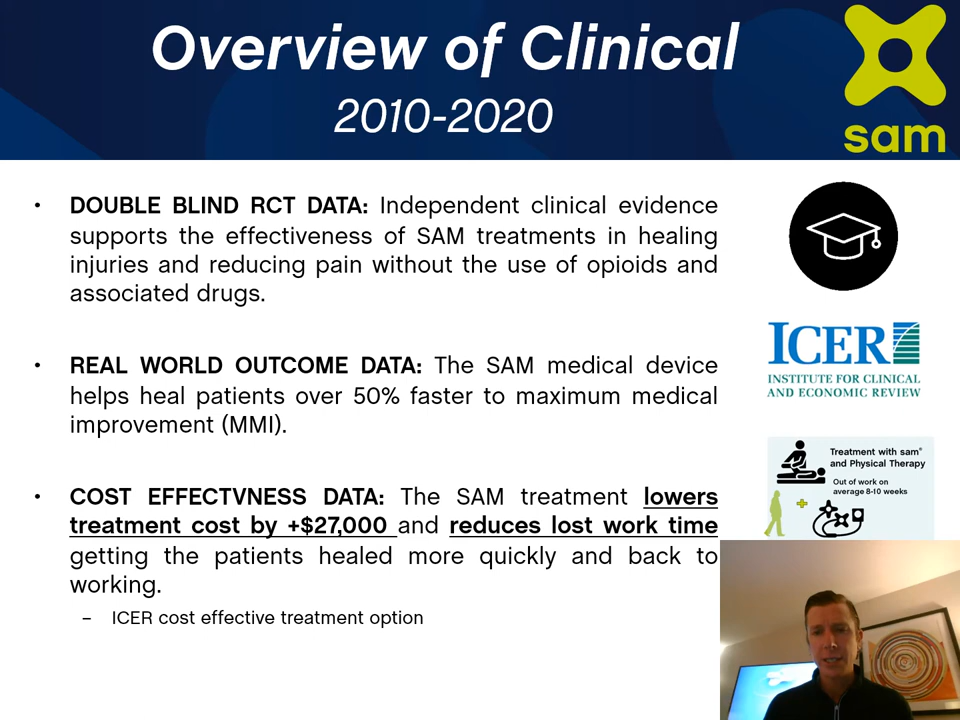 Overview of Clinical
2010-2020
sam
• DOUBLE BLIND RCT DATA: Independent clinical evidence
supports the effectiveness of SAM treatments in healing
injuries and reducing pain without the use of opioids and
associated drugs.
• REAL WORLD OUTCOME DATA: The SAM medical device
helps heal patients over 50% faster to maximum medical
improvement (MMI).
• COST EFFECTVNESS DATA: The SAM treatment lowers
treatment cost by +$27,000 and reduces lost work time
getting the patients healed more quickly and back to
working.
– ICER cost effective treatment option
ICER
INSTITUTE FOR CLINICAL
AND ECONOMIC REVIEW
Treatment with sam®
and Physical Therapy
Out of work on
average 8-10 weeks